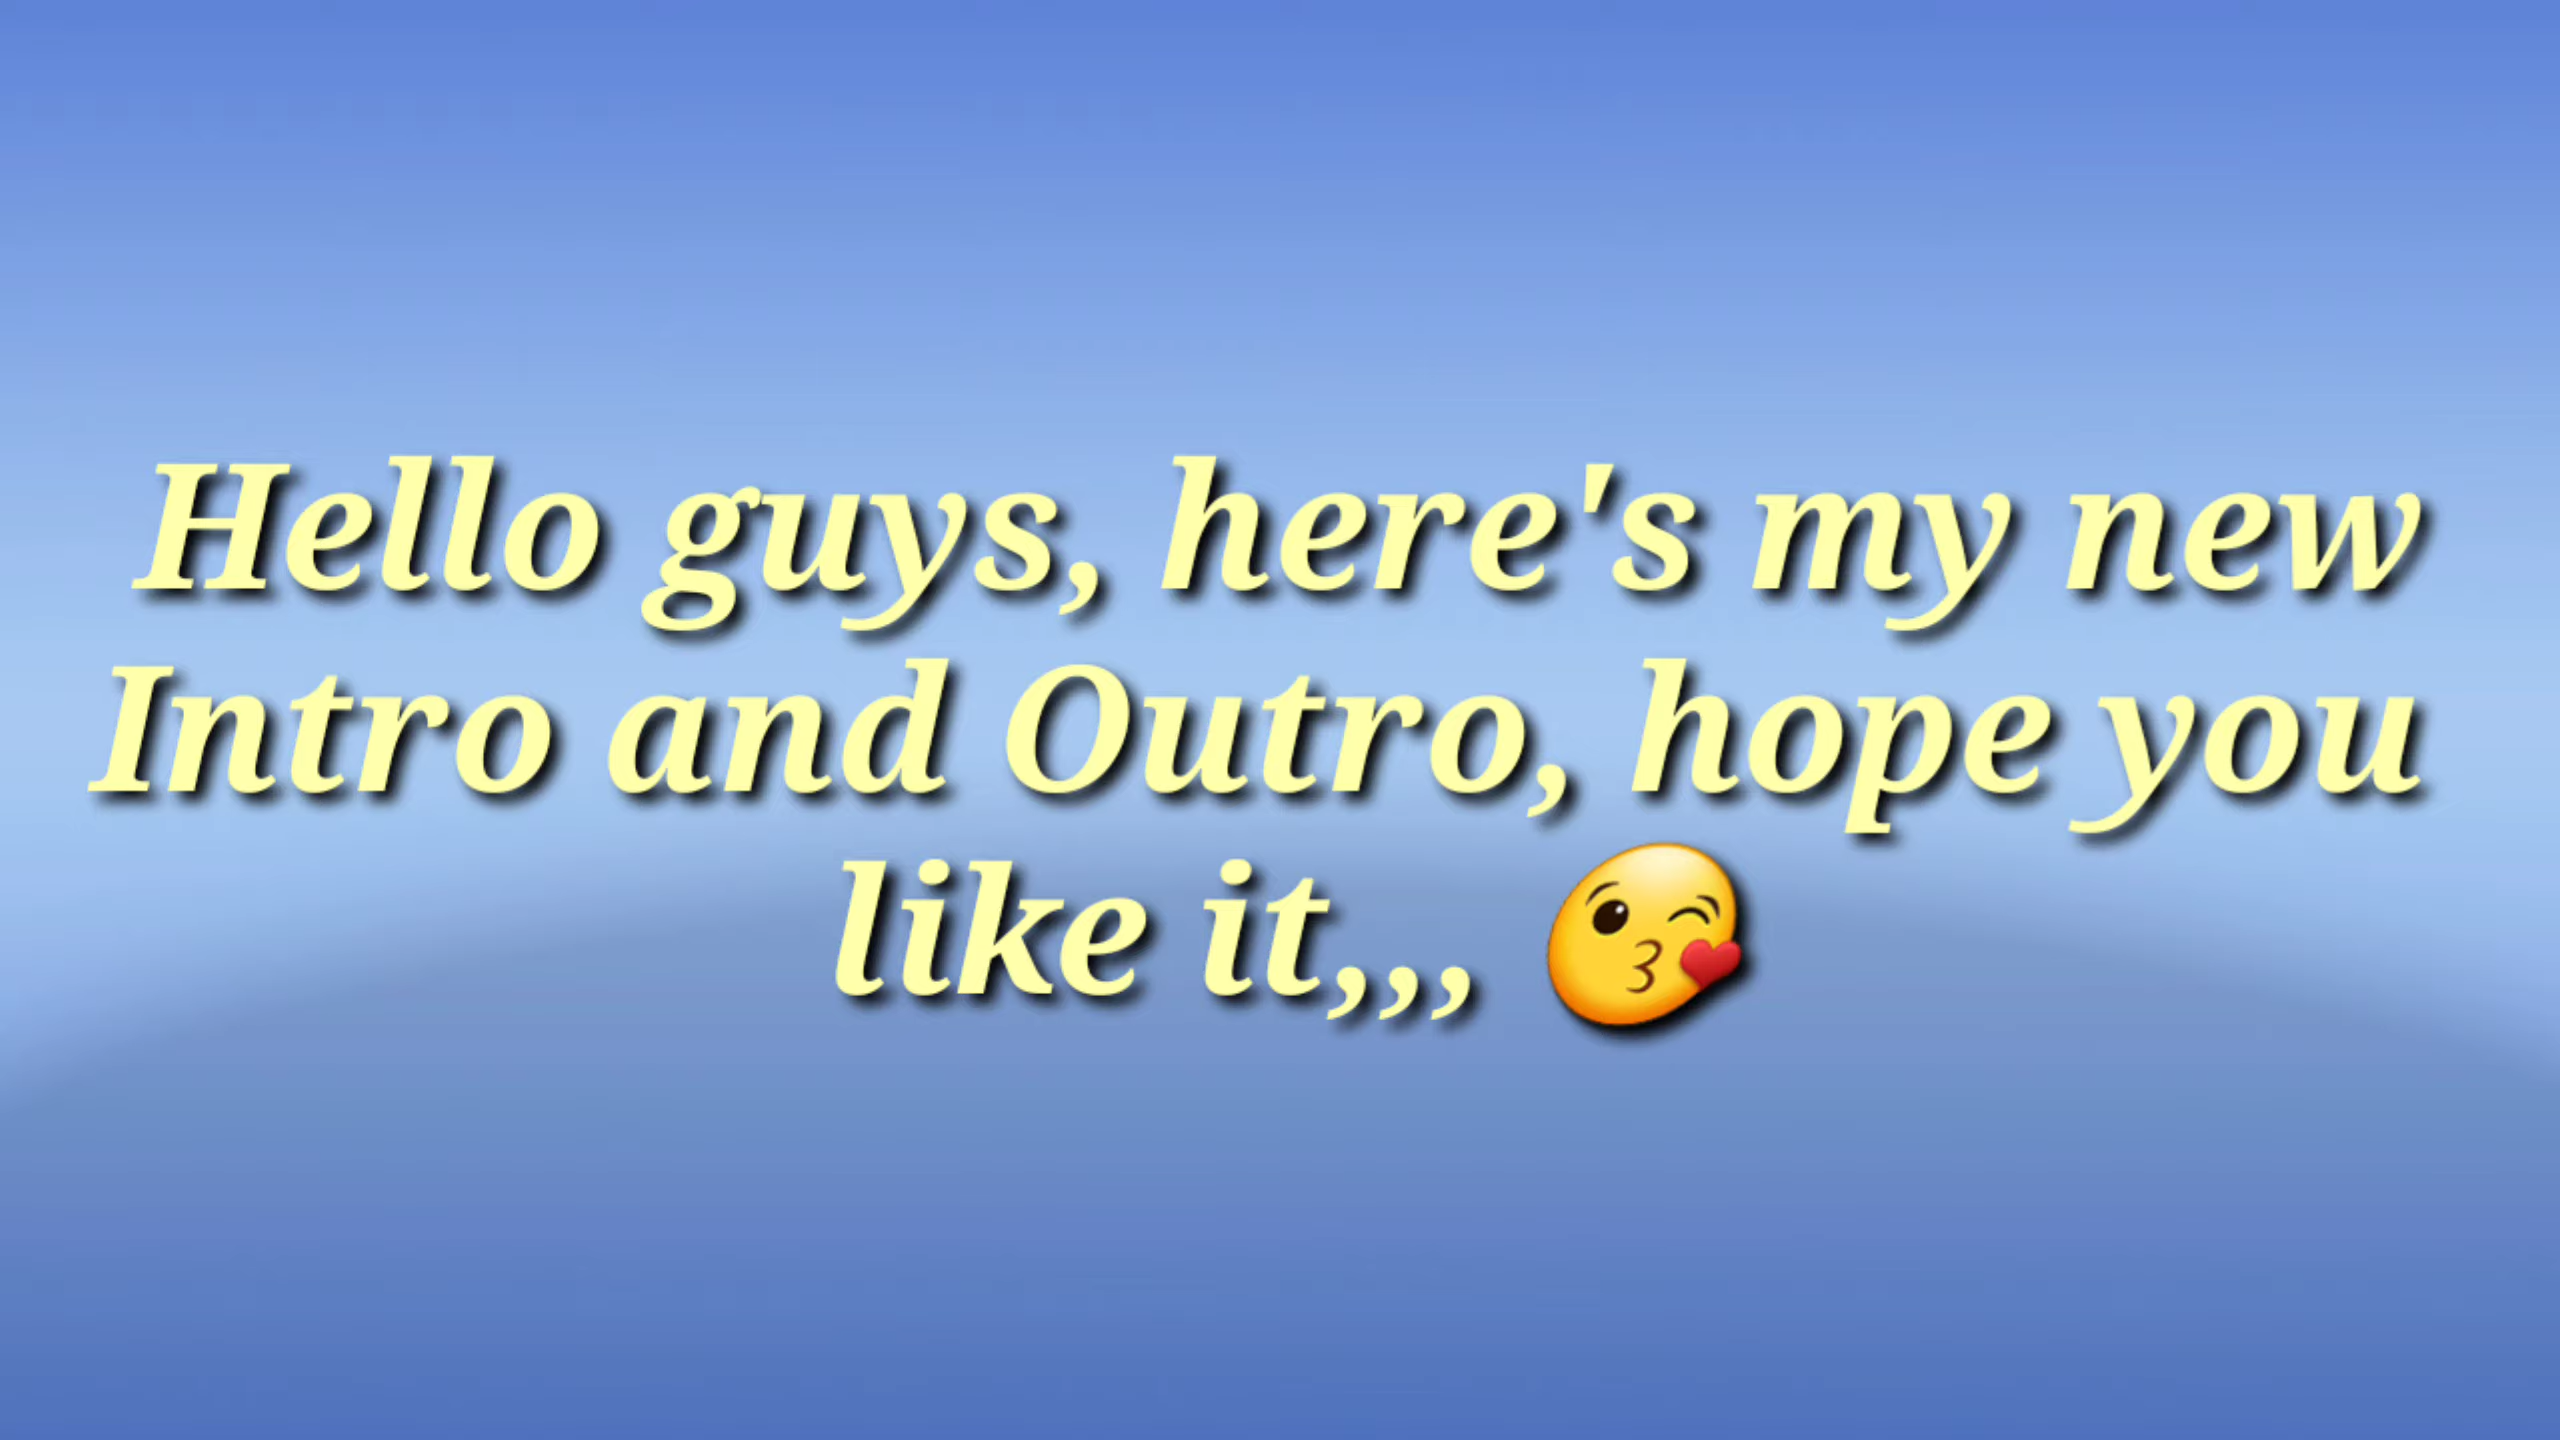 Hello guys, here's my new
Intro and Outro, hope you
like it,,, 😘